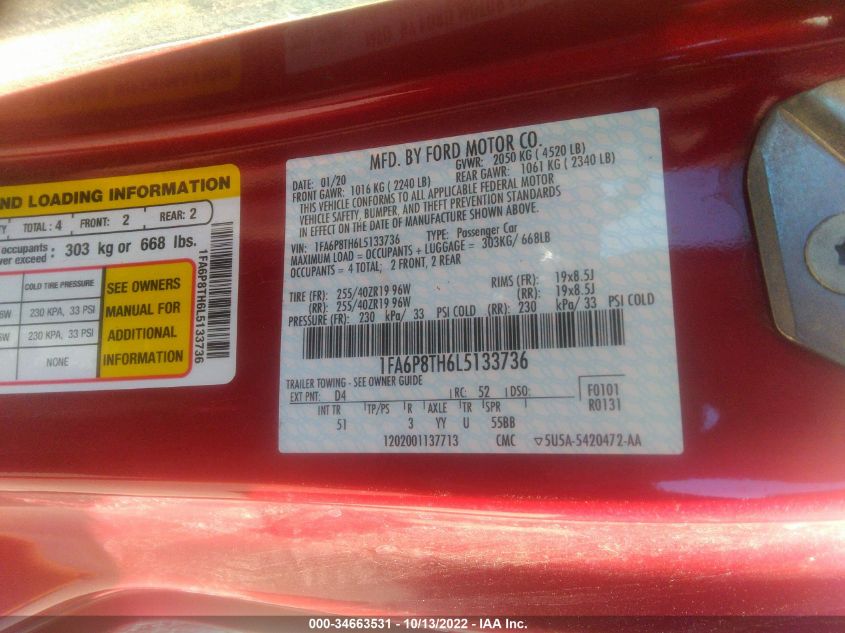 ND LOADING INFORMATION
TY TOTAL : 4 FRONT: 2 REAR: 2
occupants :
ver exceed : 303 kg or 668 lbs.
COLD TIRE PRESSURE
6W 230 KPA, 33 PSI
6W 230 KPA, 33 PSI
NONE
SEE OWNERS
MANUAL FOR
ADDITIONAL
INFORMATION
1FA6P8TH6L5133736
MFD. BY FORD MOTOR CO.
DATE: 01/20 GVWR: 2050 KG ( 4520 LB)
FRONT GAWR: 1016 KG ( 2240 LB) REAR GAWR: 1061 KG ( 2340 LB)
THIS VEHICLE CONFORMS TO ALL APPLICABLE FEDERAL MOTOR
VEHICLE SAFETY, BUMPER, AND THEFT PREVENTION STANDARDS
IN EFFECT ON THE DATE OF MANUFACTURE SHOWN ABOVE.
VIN: 1FA6P8TH6L5133736 TYPE: Passenger Car
MAXIMUM LOAD = OCCUPANTS + LUGGAGE = 303KG/ 668LB
OCCUPANTS = 4 TOTAL; 2 FRONT, 2 REAR
TIRE (FR): 255/40ZR19 96W RIMS (FR): 19x8.5J
(RR): 255/40ZR19 96W (RR): 19x8.5J
PRESSURE (FR): 230 kPa/ 33 PSI COLD (RR): 230 kPa/ 33 PSI COLD
1FA6P8TH6L5133736
TRAILER TOWING - SEE OWNER GUIDE
EXT PNT: D4 RC: 52 DSO: F0101
R0131
INT TR TP/PS R AXLE TR SPR
51 3 YY U 55BB
1202001137713 CMC ▽5U5A-5420472-AA
000-34663531 - 10/13/2022 - IAA Inc.